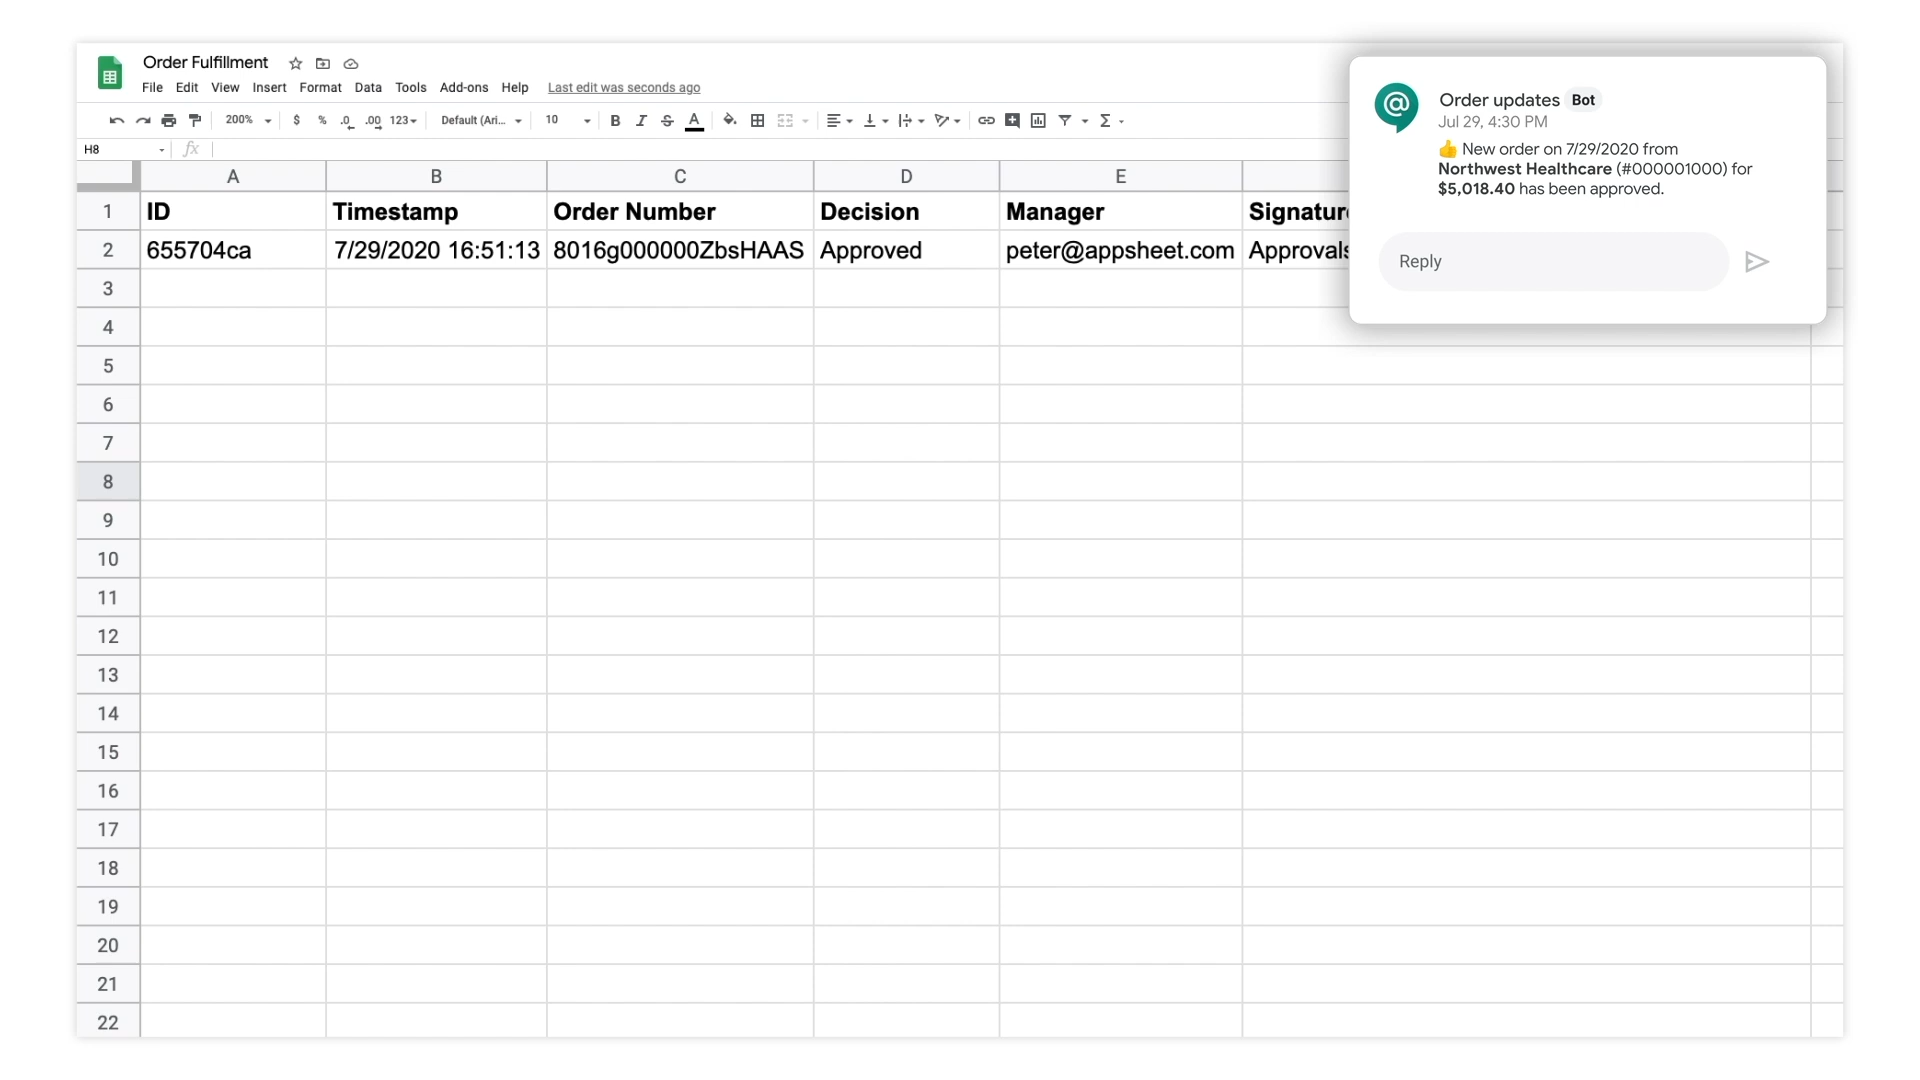 Order Fulfillment
File Edit View Insert Format Data Tools Add-ons Help Last edit was seconds ago
200% $ % .0 .00 123 Default (Ari... 10 B I S A
H8 fx
A B C D E
1 ID Timestamp Order Number Decision Manager Signatur
2 655704ca 7/29/2020 16:51:13 8016g000000ZbsHAAS Approved peter@appsheet.com Approvals
3
4
5
6
7
8
9
10
11
12
13
14
15
16
17
18
19
20
21
22
Order updates Bot
Jul 29, 4:30 PM
👍 New order on 7/29/2020 from
Northwest Healthcare (#000001000) for
$5,018.40 has been approved.
Reply